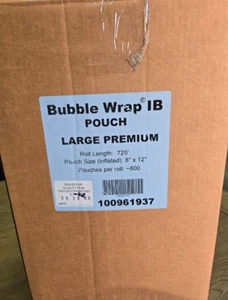 Bubble Wrap® IB
POUCH
LARGE PREMIUM
Roll Length: 725'
Pouch Size (Inflated): 8" x 12"
Pouches per roll: ~800
100961937